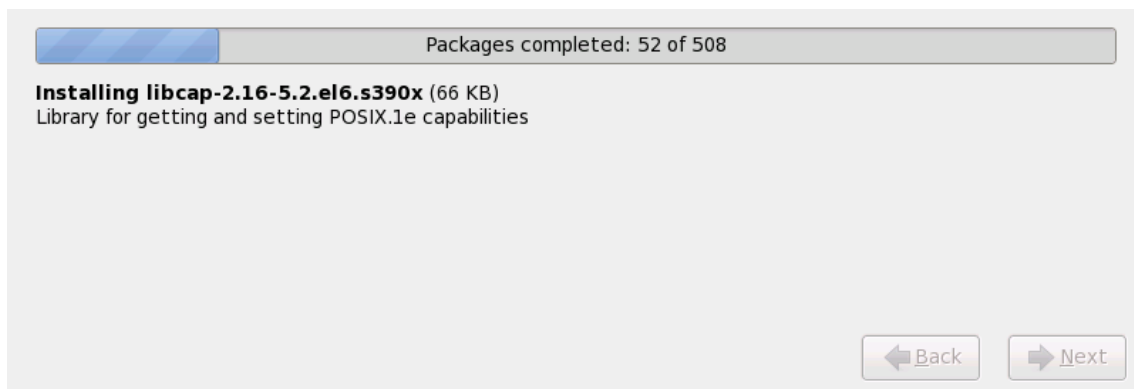 Packages completed: 52 of 508
Installing libcap-2.16-5.2.el6.s390x (66 KB)
Library for getting and setting POSIX.1e capabilities
Back
Next